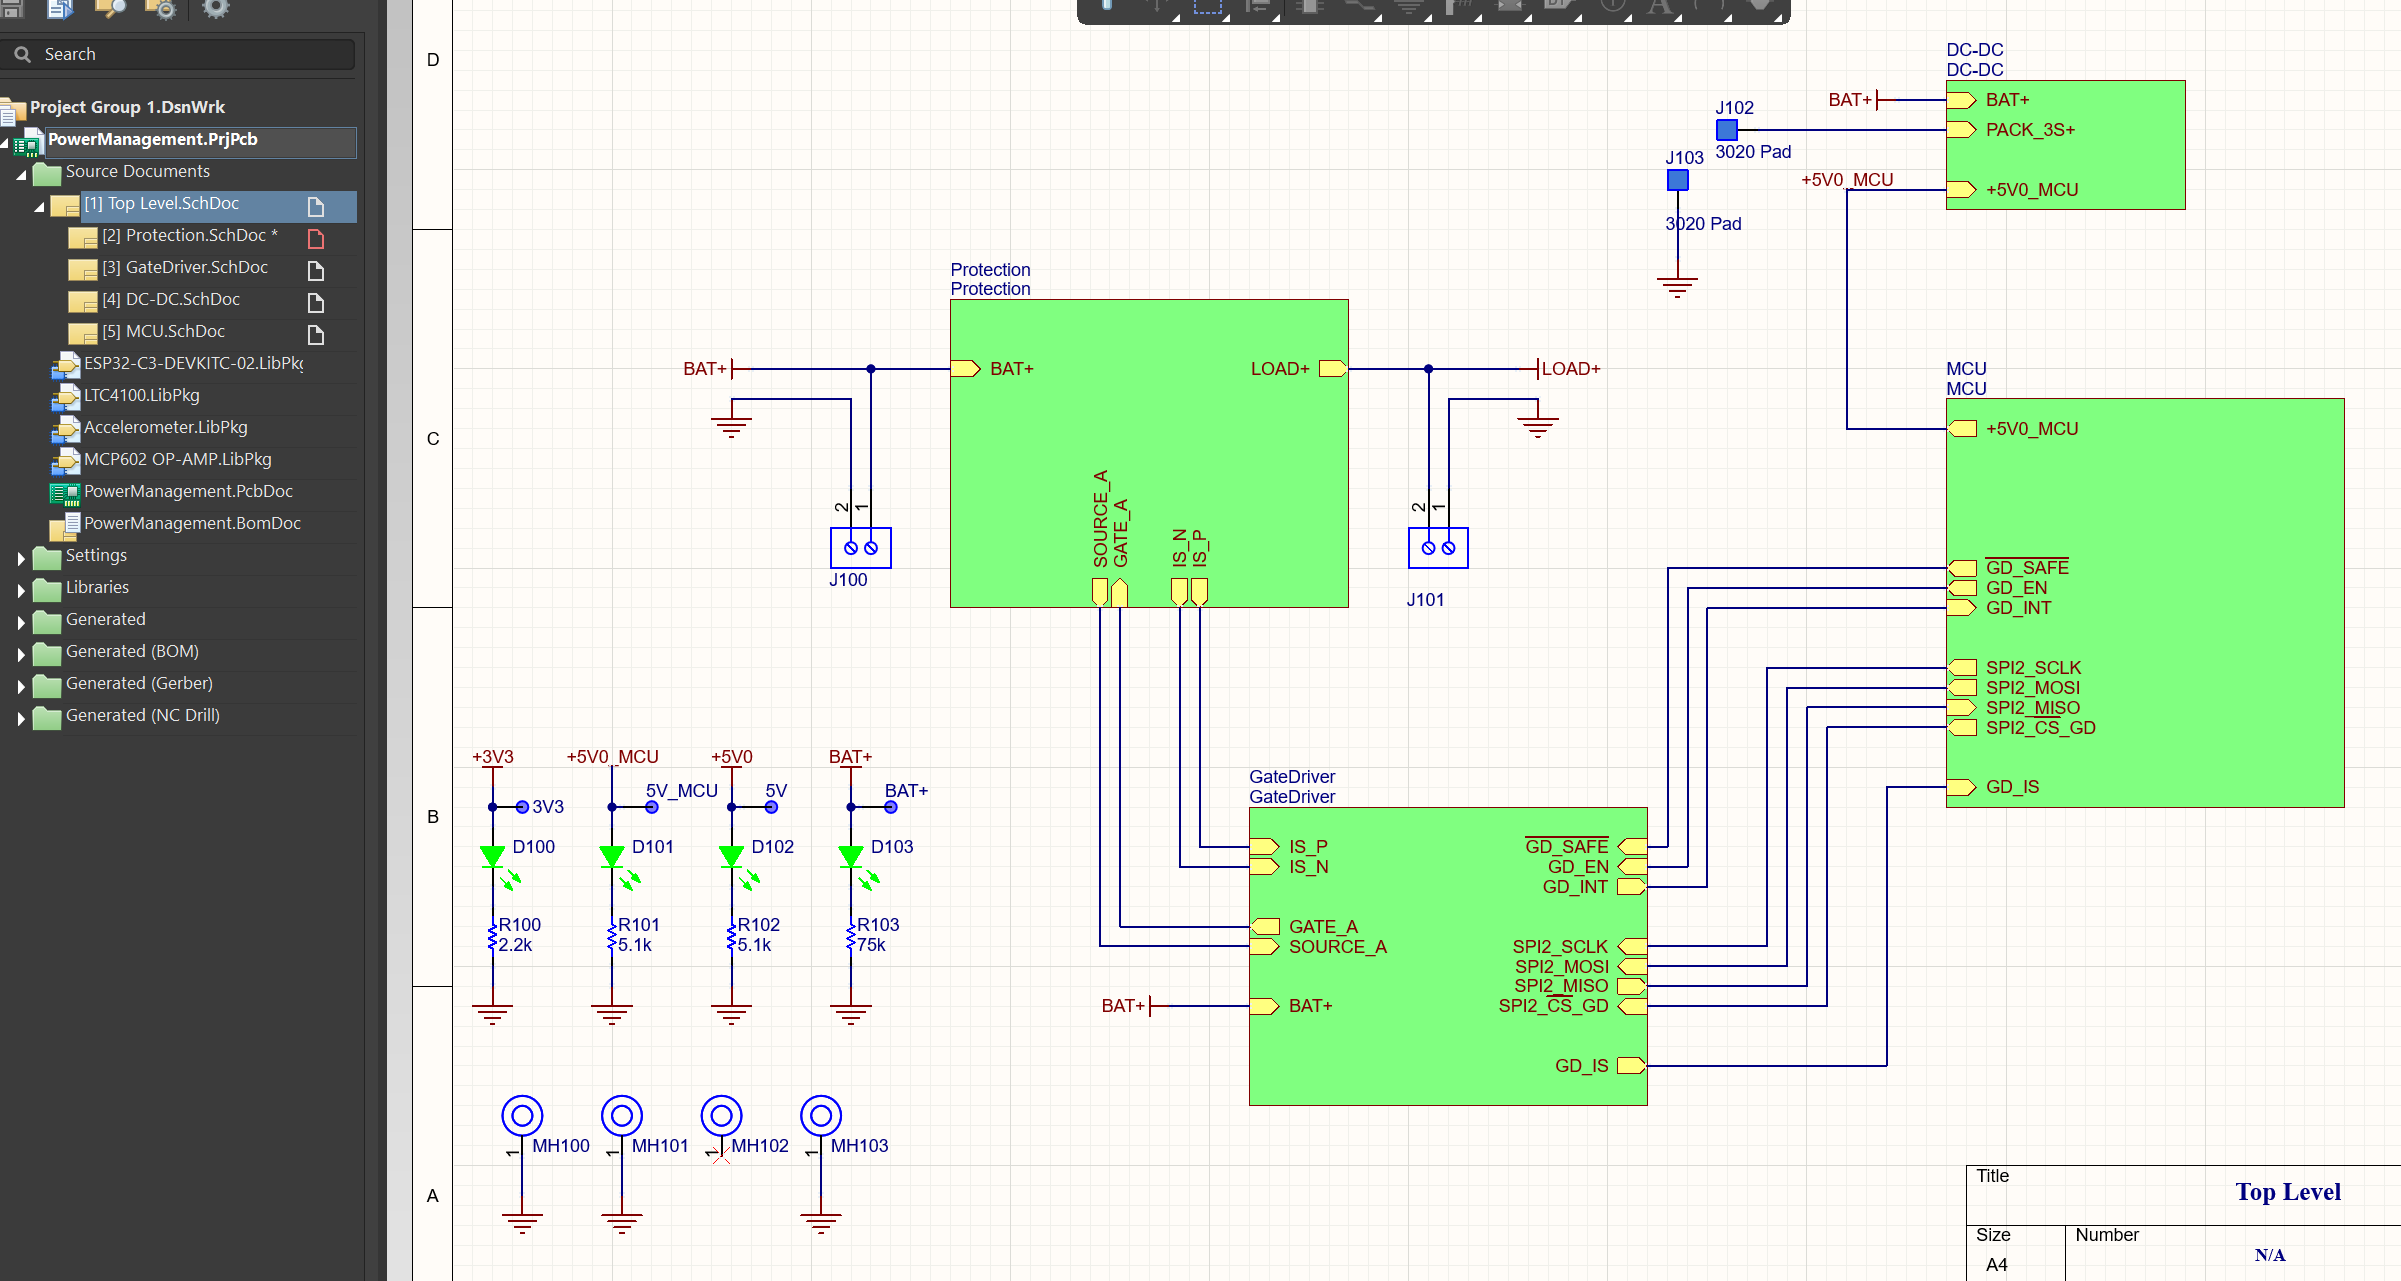 Search
Project Group 1.DsnWrk
PowerManagement.PrjPcb
Source Documents
[1] Top Level.SchDoc
[2] Protection.SchDoc *
[3] GateDriver.SchDoc
[4] DC-DC.SchDoc
[5] MCU.SchDoc
ESP32-C3-DEVKITC-02.LibPkg
LTC4100.LibPkg
Accelerometer.LibPkg
MCP602 OP-AMP.LibPkg
PowerManagement.PcbDoc
PowerManagement.BomDoc
Settings
Libraries
Generated
Generated (BOM)
Generated (Gerber)
Generated (NC Drill)
D
C
B
A
DC-DC
DC-DC
BAT+
BAT+
PACK_3S+
+5V0_MCU
+5V0_MCU
J102
3020 Pad
J103
3020 Pad
Protection
Protection
BAT+
BAT+
LOAD+
LOAD+
SOURCE_A
GATE_A
IS_N
IS_P
2
1
J100
2
1
J101
MCU
MCU
+5V0_MCU
GD_SAFE
GD_EN
GD_INT
SPI2_SCLK
SPI2_MOSI
SPI2_MISO
SPI2_CS_GD
GD_IS
+3V3
+5V0_MCU
+5V0
BAT+
3V3
5V_MCU
5V
BAT+
D100
D101
D102
D103
R100
2.2k
R101
5.1k
R102
5.1k
R103
75k
GateDriver
GateDriver
IS_P
IS_N
GATE_A
SOURCE_A
BAT+
BAT+
GD_SAFE
GD_EN
GD_INT
SPI2_SCLK
SPI2_MOSI
SPI2_MISO
SPI2_CS_GD
GD_IS
1
MH100
1
MH101
1
MH102
1
MH103
Title
Top Level
Size
A4
Number
N/A